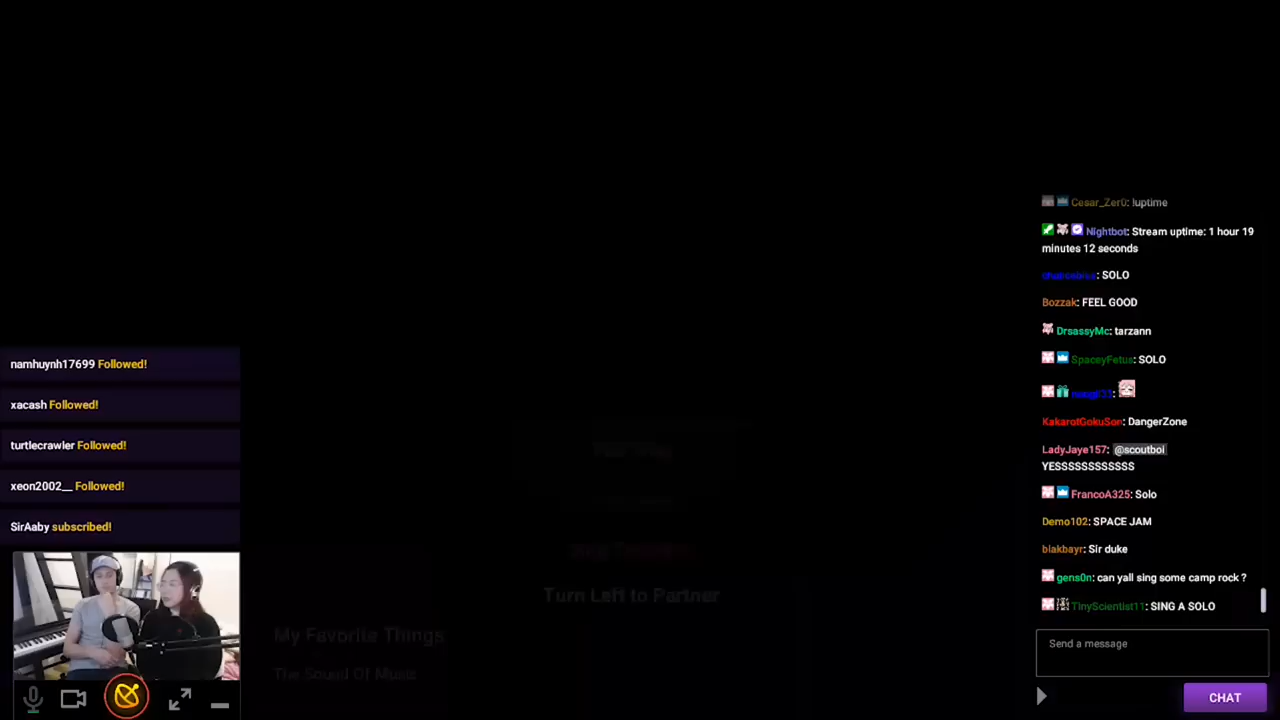 Cesar_Zer0: !uptime
Nightbot: Stream uptime: 1 hour 19
minutes 12 seconds
: SOLO
Bozzak: FEEL GOOD
DrsassyMc: tarzann
SpaceyFetus: SOLO
KakarotGokuSon: DangerZone
LadyJaye157: @scoutboi
YESSSSSSSSSSS
FrancoA325: Solo
Demo102: SPACE JAM
blakbayr: Sir duke
gens0n: can yall sing some camp rock ?
TinyScientist11: SING A SOLO
Send a message
CHAT
namhuynh17699 Followed!
xacash Followed!
turtlecrawler Followed!
xeon2002__ Followed!
SirAaby subscribed!
Turn Left to Partner
My Favorite Things
The Sound Of Music